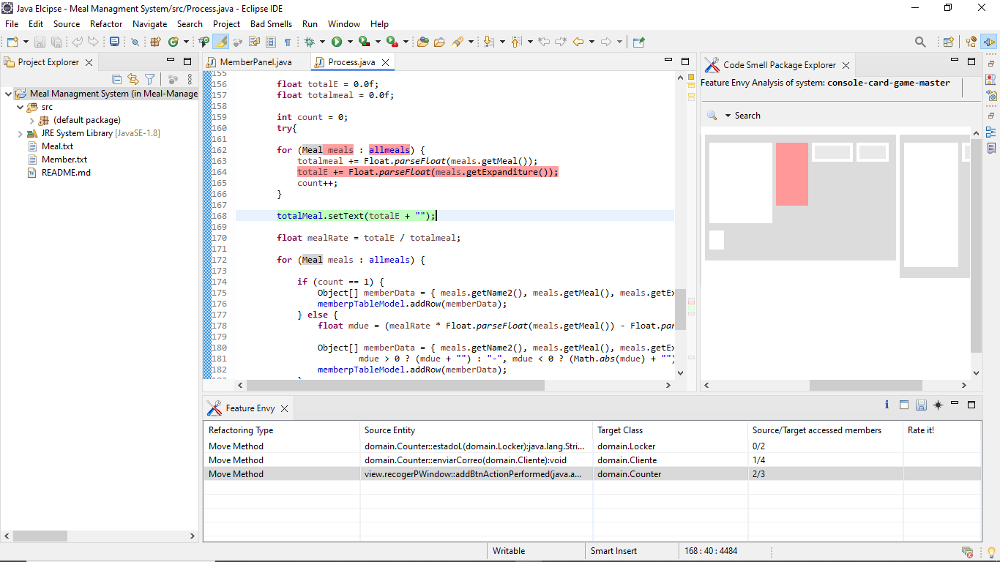 Java Elcipse - Meal Managment System/src/Process.java - Eclipse IDE
File Edit Source Refactor Navigate Search Project Bad Smells Run Window Help
Project Explorer
Meal Managment System (in Meal-Manage
src
(default package)
JRE System Library [JavaSE-1.8]
Meal.txt
Member.txt
README.md
MemberPanel.java
Process.java
155
156 float totalE = 0.0f;
157 float totalmeal = 0.0f;
158
159 int count = 0;
160 try{
161
162 for (Meal meals : allmeals) {
163 totalmeal += Float.parseFloat(meals.getMeal());
164 totalE += Float.parseFloat(meals.getExpanditure());
165 count++;
166 }
167
168 totalMeal.setText(totalE + "");
169
170 float mealRate = totalE / totalmeal;
171
172 for (Meal meals : allmeals) {
173
174 if (count == 1) {
175 Object[] memberData = { meals.getName2(), meals.getMeal(), meals.getEx
176 memberpTableModel.addRow(memberData);
177 } else {
178 float mdue = (mealRate * Float.parseFloat(meals.getMeal()) - Float.par
179
180 Object[] memberData = { meals.getName2(), meals.getMeal(), meals.getEx
181 mdue > 0 ? (mdue + "") : "-", mdue < 0 ? (Math.abs(mdue) + "")
182 memberpTableModel.addRow(memberData);
Code Smell Package Explorer
Feature Envy Analysis of system: console-card-game-master
Search
Feature Envy
Refactoring Type Source Entity Target Class Source/Target accessed members Rate it!
Move Method domain.Counter::estadoL(domain.Locker):java.lang.Stri... domain.Locker 0/2
Move Method domain.Counter::enviarCorreo(domain.Cliente):void domain.Cliente 1/4
Move Method view.recogerPWindow::addBtnActionPerformed(java.a... domain.Counter 2/3
Writable Smart Insert 168 : 40 : 4484